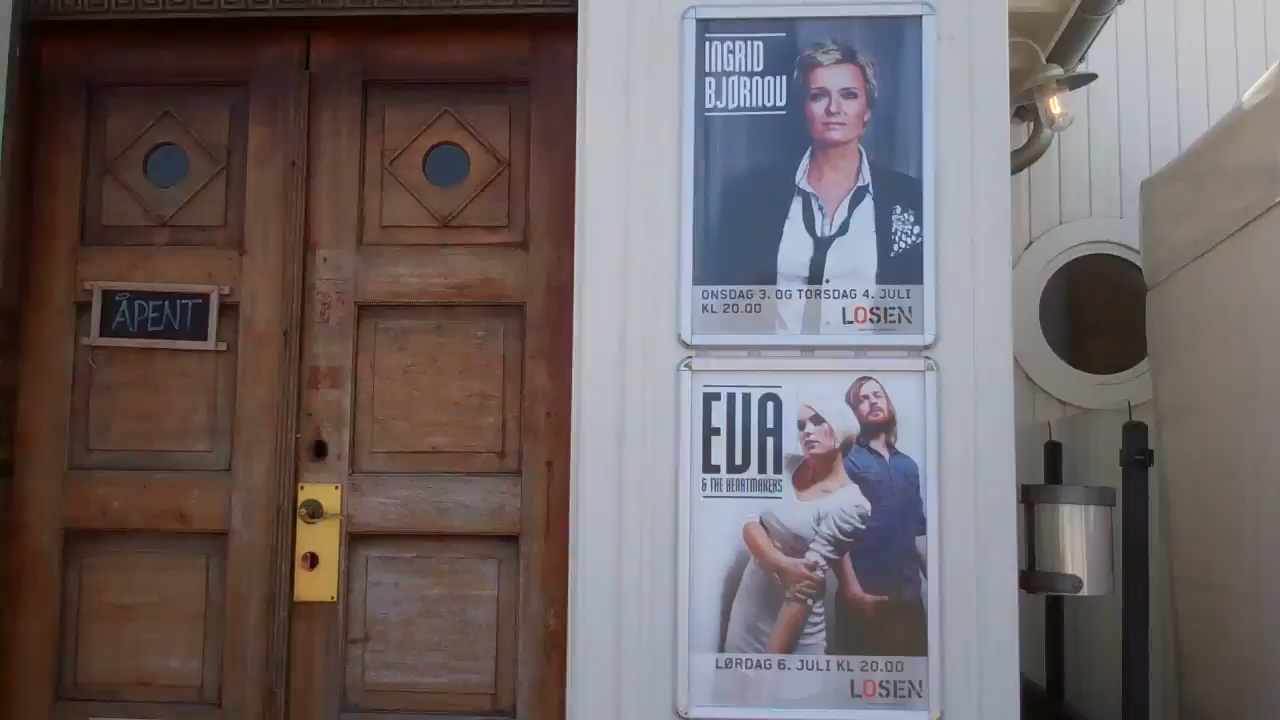 ÅPENT
INGRID
BJØRNOV
ONSDAG 3. OG TORSDAG 4. JULI
KL 20.00
LOSEN
EVA
& THE HEARTMAKERS
LØRDAG 6. JULI KL 20.00
LOSEN